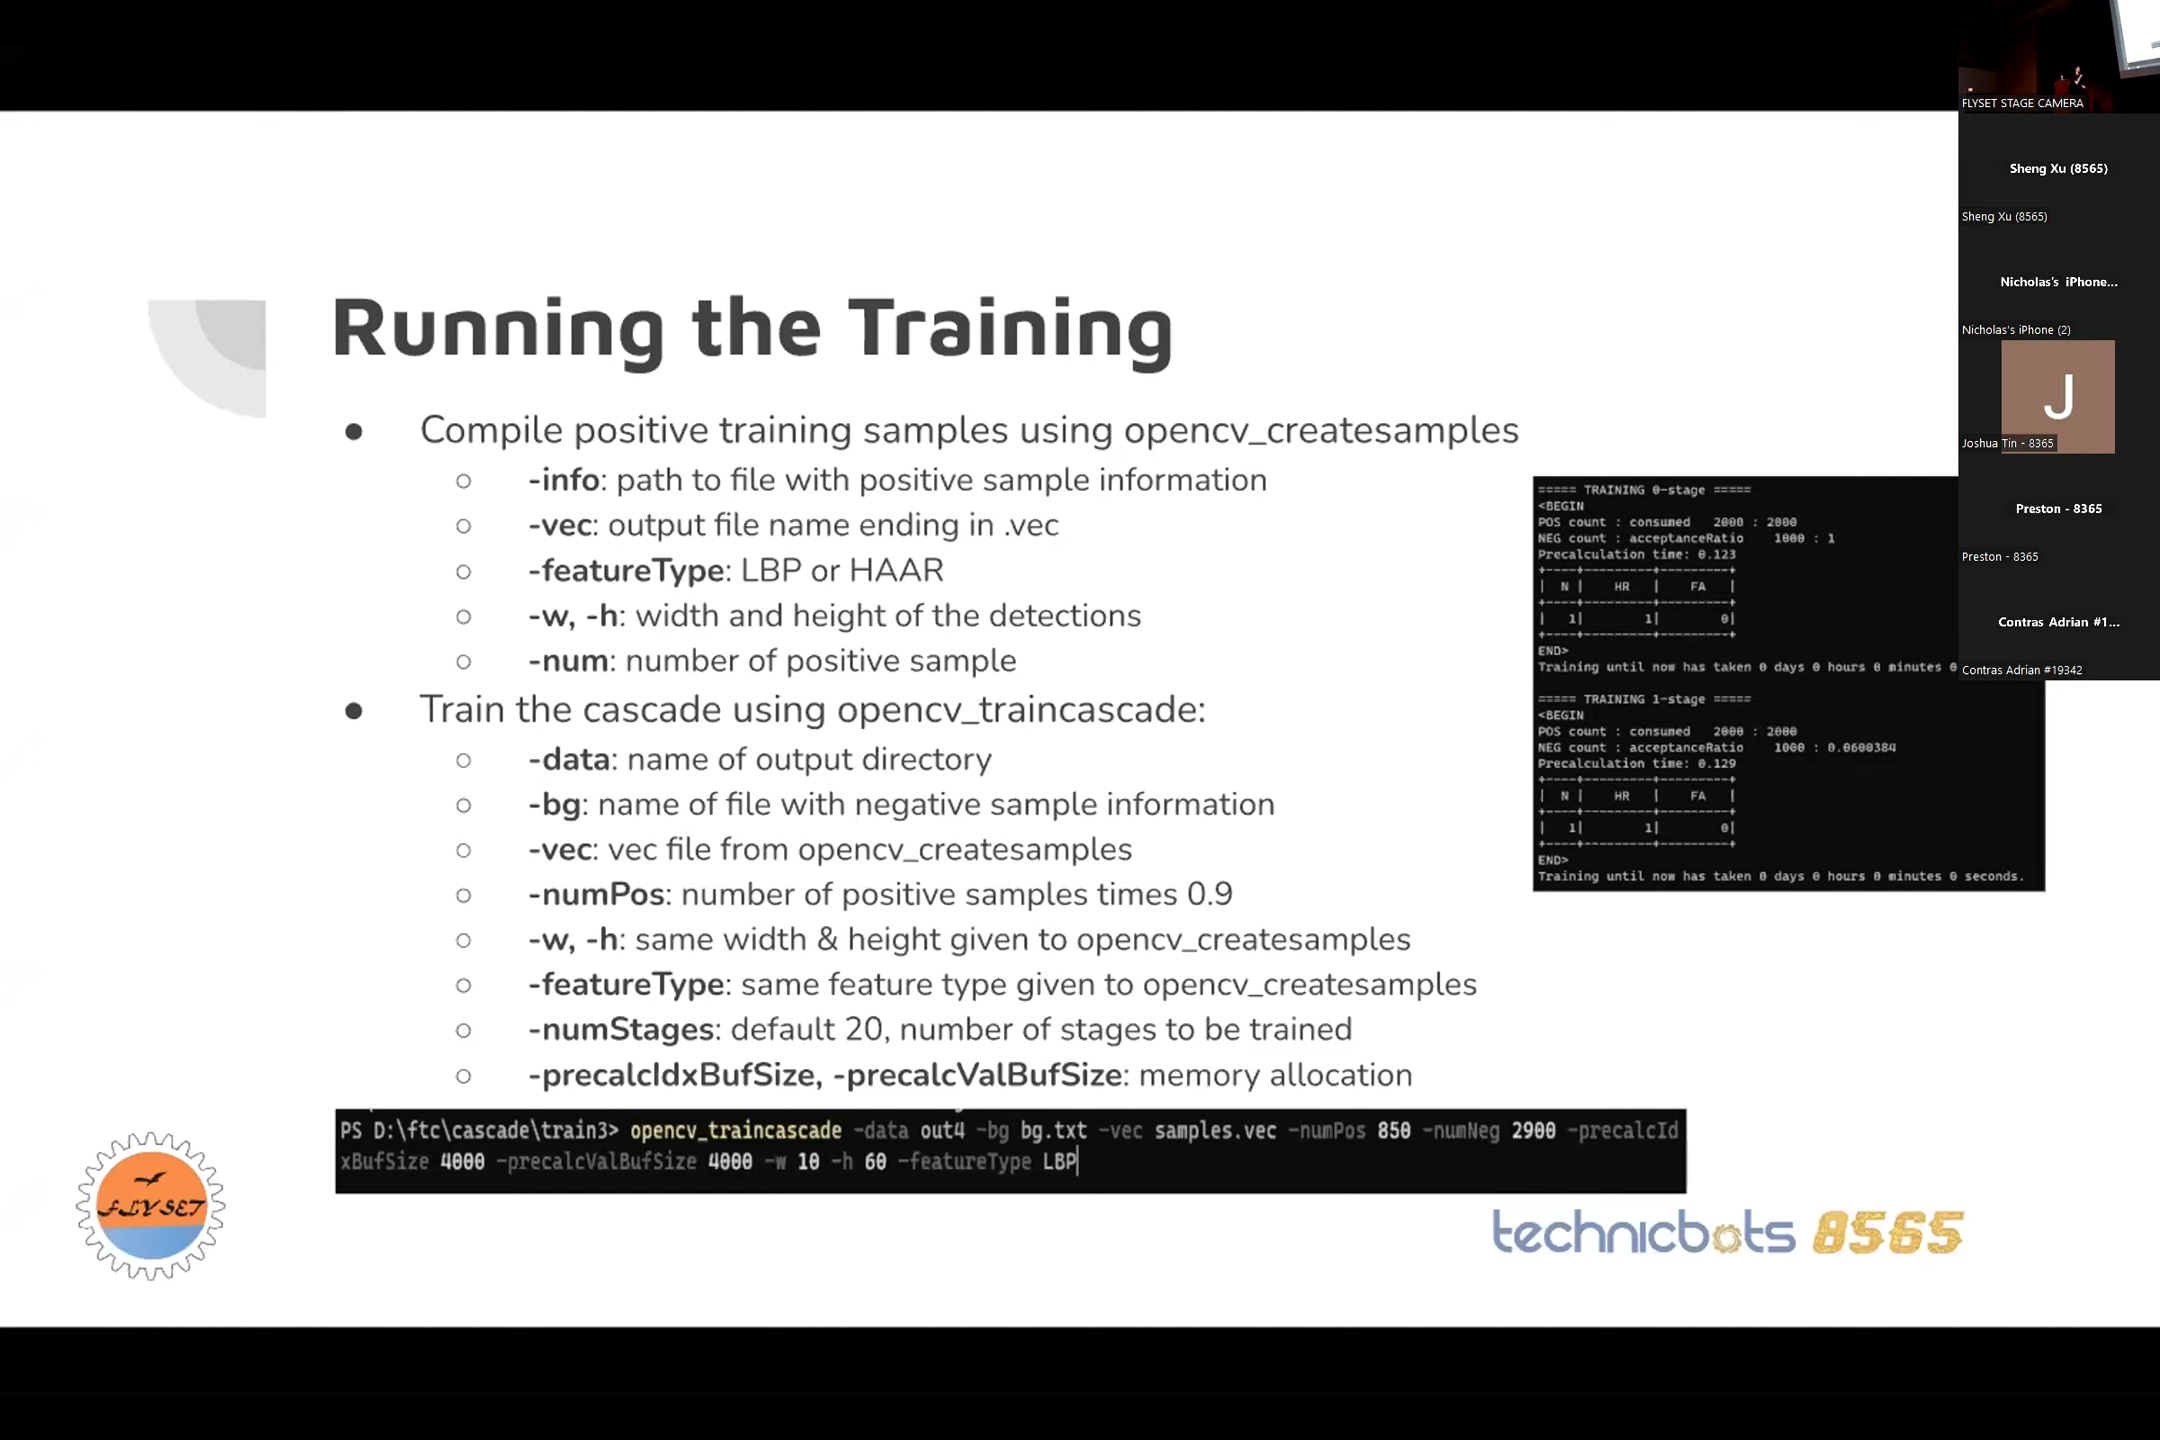 Running the Training
● Compile positive training samples using opencv_createsamples
○ -info: path to file with positive sample information
○ -vec: output file name ending in .vec
○ -featureType: LBP or HAAR
○ -w, -h: width and height of the detections
○ -num: number of positive sample
● Train the cascade using opencv_traincascade:
○ -data: name of output directory
○ -bg: name of file with negative sample information
○ -vec: vec file from opencv_createsamples
○ -numPos: number of positive samples times 0.9
○ -w, -h: same width & height given to opencv_createsamples
○ -featureType: same feature type given to opencv_createsamples
○ -numStages: default 20, number of stages to be trained
○ -precalcIdxBufSize, -precalcValBufSize: memory allocation
===== TRAINING 0-stage =====
<BEGIN
POS count : consumed 2000 : 2000
NEG count : acceptanceRatio 1000 : 1
Precalculation time: 0.123
+----+---------+---------+
| N | HR | FA |
+----+---------+---------+
| 1| 1| 0|
+----+---------+---------+
END>
Training until now has taken 0 days 0 hours 0 minutes 0
===== TRAINING 1-stage =====
<BEGIN
POS count : consumed 2000 : 2000
NEG count : acceptanceRatio 1000 : 0.0600384
Precalculation time: 0.129
+----+---------+---------+
| N | HR | FA |
+----+---------+---------+
| 1| 1| 0|
+----+---------+---------+
END>
Training until now has taken 0 days 0 hours 0 minutes 0 seconds.
PS D:\ftc\cascade\train3> opencv_traincascade -data out4 -bg bg.txt -vec samples.vec -numPos 850 -numNeg 2900 -precalcId
xBufSize 4000 -precalcValBufSize 4000 -w 10 -h 60 -featureType LBP
FLYSET
technicbots 8565
FLYSET STAGE CAMERA
Sheng Xu (8565)
Sheng Xu (8565)
Nicholas's iPhone...
Nicholas's iPhone (2)
J
Joshua Tin - 8365
Preston - 8365
Preston - 8365
Contras Adrian #1...
Contras Adrian #19342